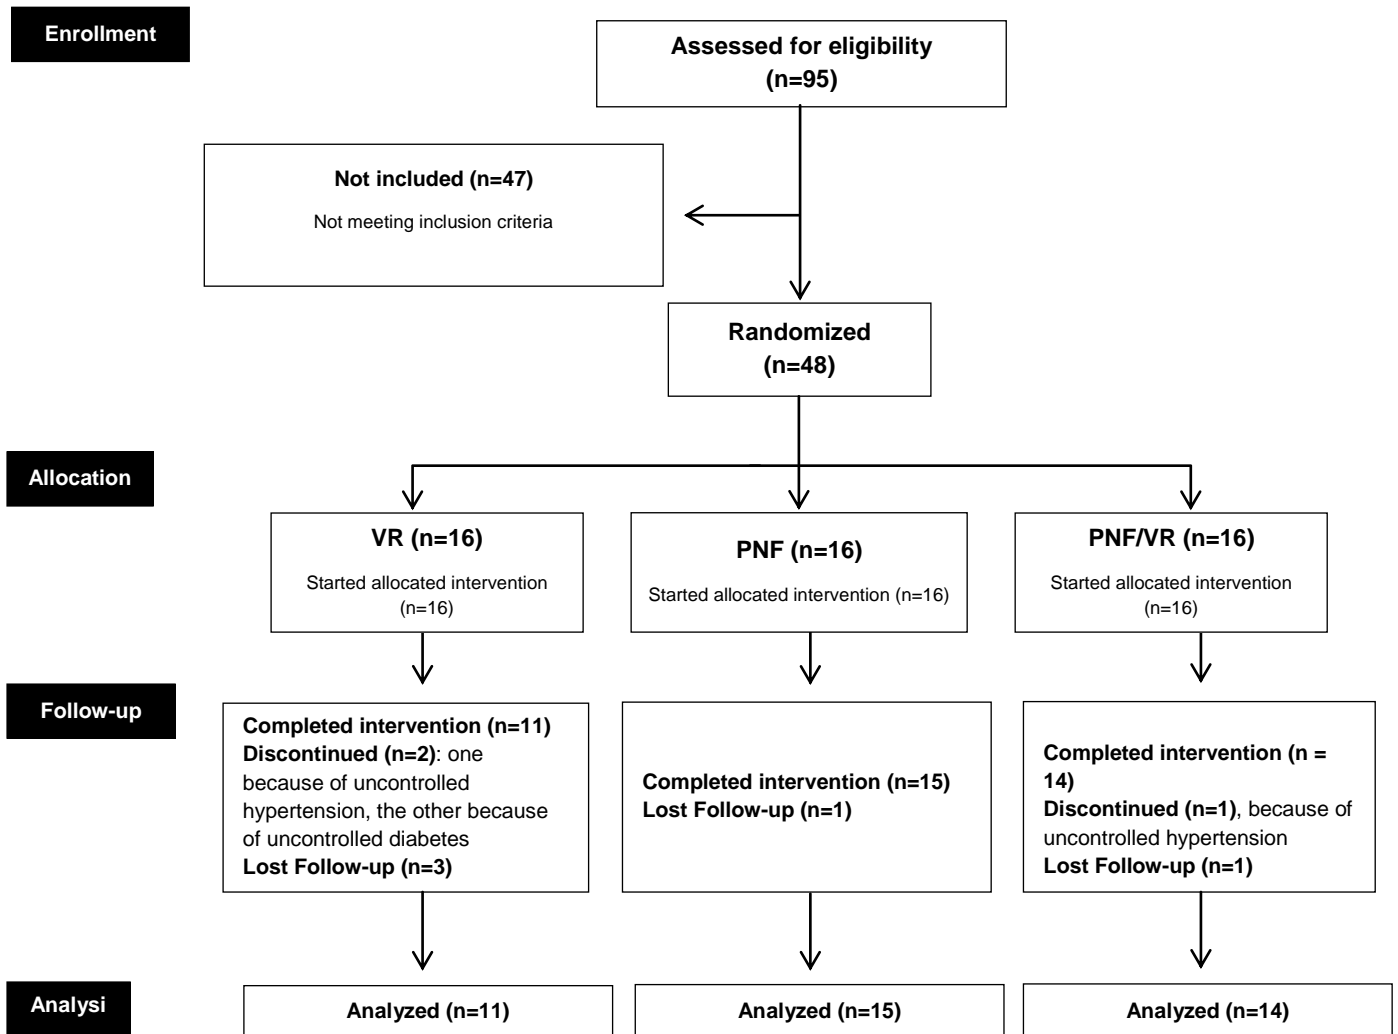 Enrollment
Assessed for eligibility
(n=95)
Not included (n=47)
Not meeting inclusion criteria
Randomized
(n=48)
Allocation
VR (n=16)
Started allocated intervention
(n=16)
PNF (n=16)
Started allocated intervention (n=16)
PNF/VR (n=16)
Started allocated intervention
(n=16)
Follow-up
Completed intervention (n=11)
Discontinued (n=2): one
because of uncontrolled
hypertension, the other because
of uncontrolled diabetes
Lost Follow-up (n=3)
Completed intervention (n=15)
Lost Follow-up (n=1)
Completed intervention (n =
14)
Discontinued (n=1), because of
uncontrolled hypertension
Lost Follow-up (n=1)
Analysi
Analyzed (n=11)
Analyzed (n=15)
Analyzed (n=14)